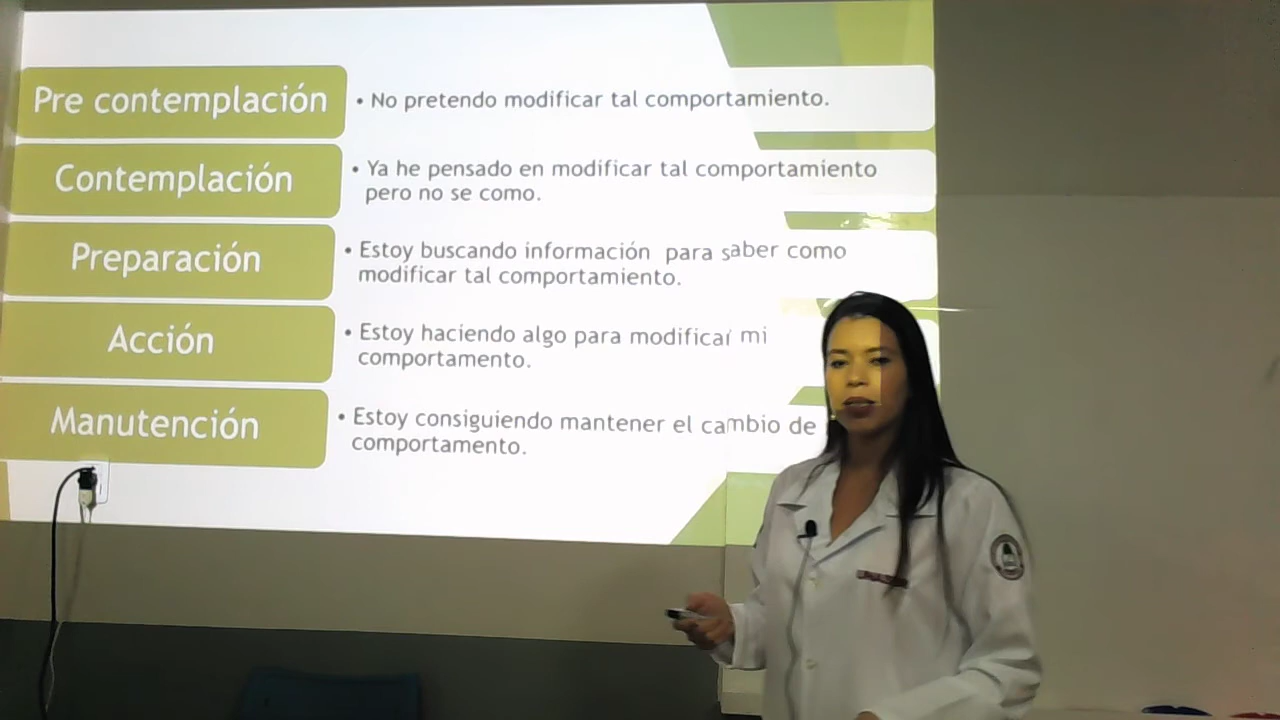 Pre contemplación
• No pretendo modificar tal comportamiento.
Contemplación
• Ya he pensado en modificar tal comportamiento
pero no se como.
Preparación
• Estoy buscando información para saber como
modificar tal comportamiento.
Acción
• Estoy haciendo algo para modificar mi
comportamento.
Manutención
• Estoy consiguiendo mantener el cambio de
comportamento.